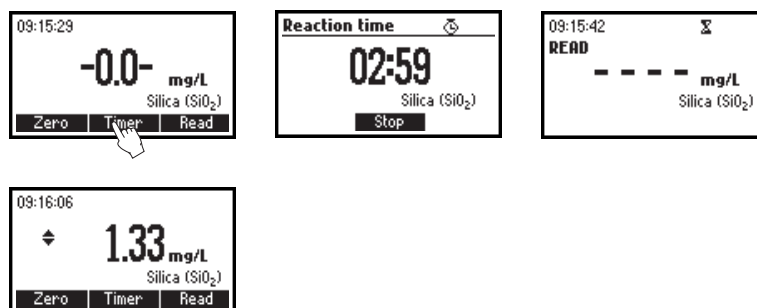 09:15:29
-0.0- mg/L
Silica (SiO₂)
Zero Timer Read
Reaction time
02:59
Silica (SiO₂)
Stop
09:15:42
READ
- - - - mg/L
Silica (SiO₂)
09:16:06
1.33 mg/L
Silica (SiO₂)
Zero Timer Read